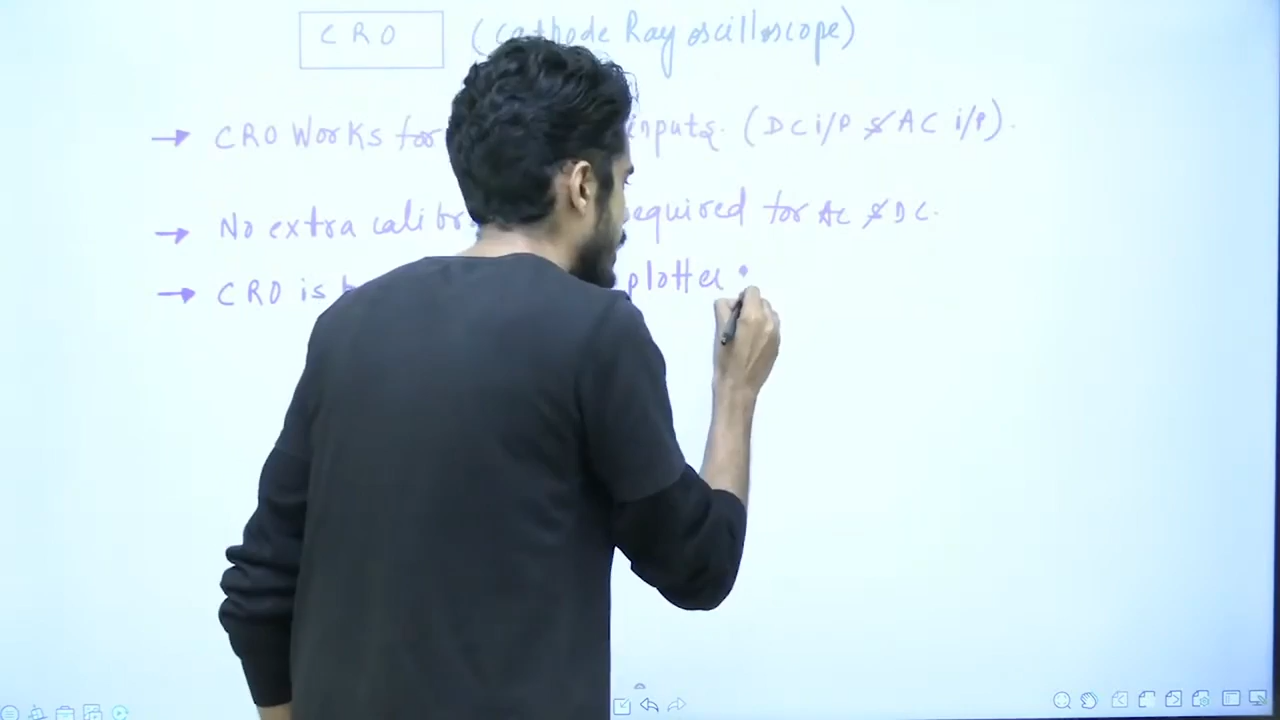 CRO (Cathode Ray oscilloscope)
→ CRO Works for inputs. (DC i/P & AC i/P).
→ No extra calibr equired for AC & DC.
→ CRO is plotter